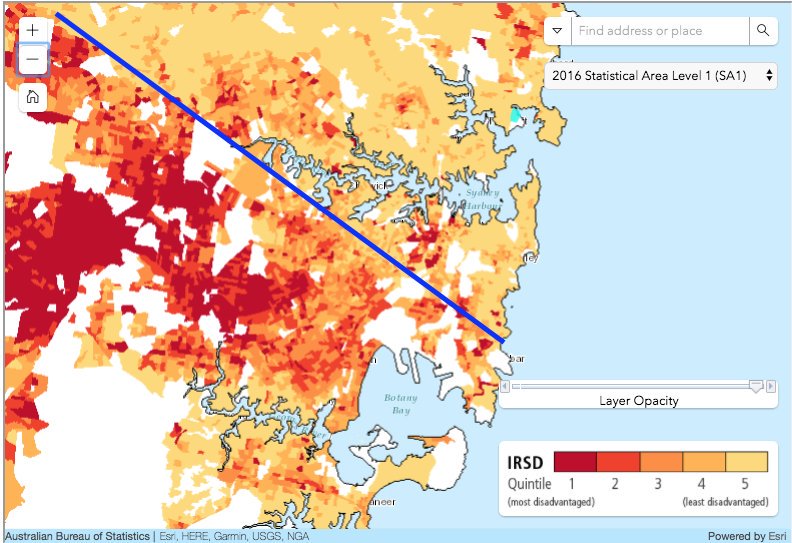 +
−
Find address or place
2016 Statistical Area Level 1 (SA1)
Sydney
Harbour
Botany
Bay
Layer Opacity
IRSD
Quintile 1 2 3 4 5
(most disadvantaged) (least disadvantaged)
Australian Bureau of Statistics | Esri, HERE, Garmin, USGS, NGA
Powered by Esri